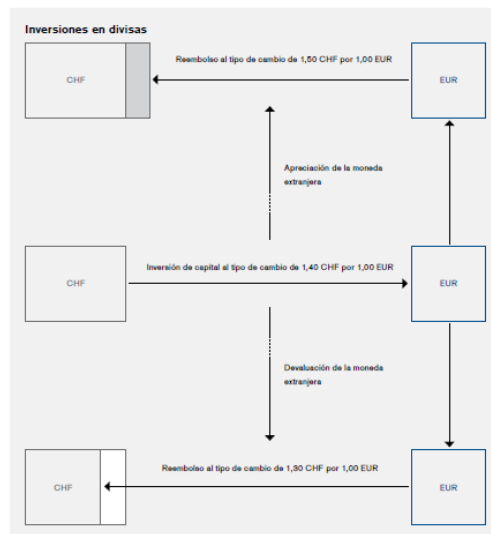 Inversiones en divisas
Reembolso al tipo de cambio de 1,50 CHF por 1,00 EUR
CHF
EUR
Apreciación de la moneda
extranjera
Inversión de capital al tipo de cambio de 1,40 CHF por 1,00 EUR
CHF
EUR
Devaluación de la moneda
extranjera
Reembolso al tipo de cambio de 1,30 CHF por 1,00 EUR
CHF
EUR